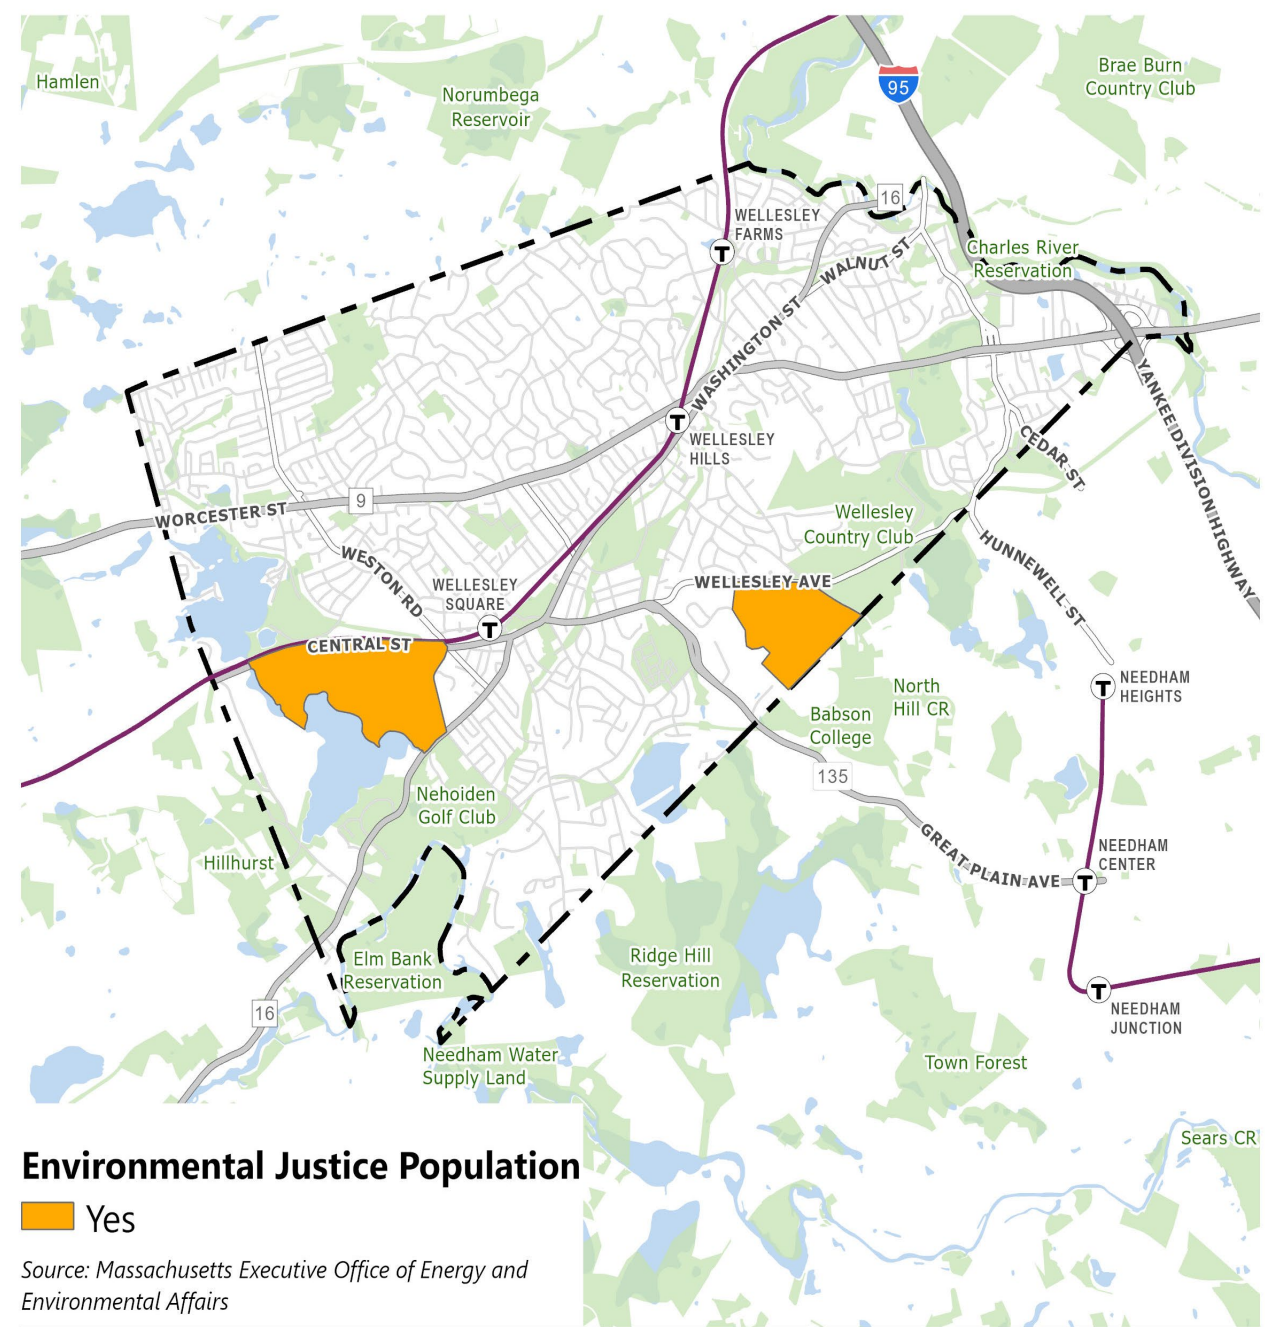 Hamlen
Norumbega
Reservoir
95
Brae Burn
Country Club
16
WELLESLEY
FARMS
WALNUT ST
Charles River
Reservation
WASHINGTON ST
T
YANKEE DIVISION HIGHWAY
T
WELLESLEY
HILLS
CEDAR ST
9
WORCESTER ST
Wellesley
Country Club
WESTON RD
HUNNEWELL ST
WELLESLEY
SQUARE
WELLESLEY AVE
T
CENTRAL ST
T
NEEDHAM
HEIGHTS
North
Hill CR
Babson
College
135
Nehoiden
Golf Club
GREAT PLAIN AVE
NEEDHAM
CENTER
T
Hillhurst
Elm Bank
Reservation
Ridge Hill
Reservation
T
NEEDHAM
JUNCTION
16
Needham Water
Supply Land
Town Forest
Sears CR
Environmental Justice Population
Yes
Source: Massachusetts Executive Office of Energy and
Environmental Affairs